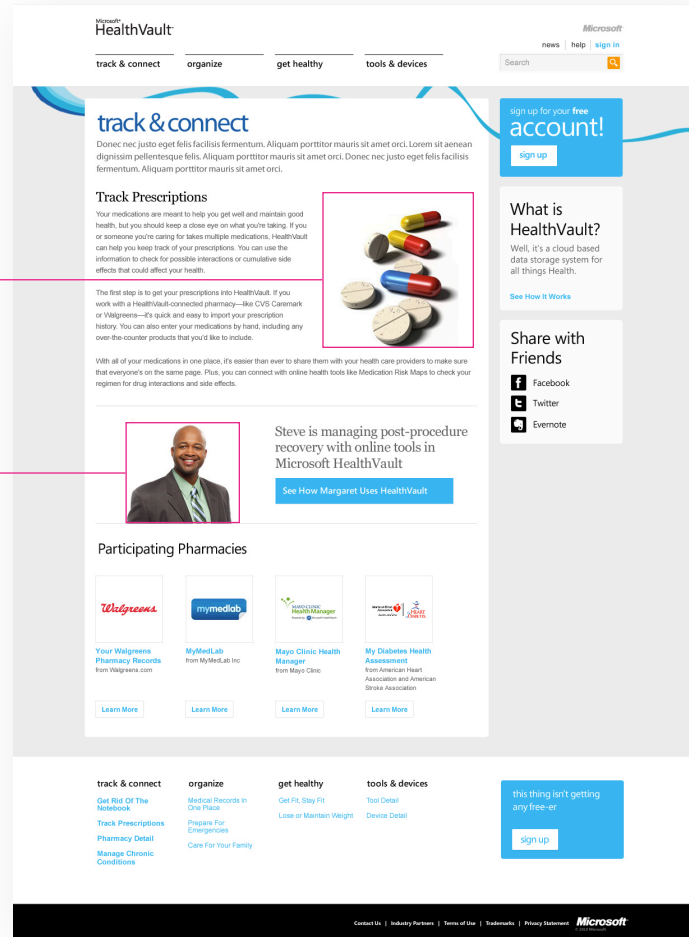 Microsoft®
HealthVault™
Microsoft
news | help | sign in
track & connect
organize
get healthy
tools & devices
Search
track & connect
Donec nec justo eget felis facilisis fermentum. Aliquam porttitor mauris sit amet orci. Lorem sit aenean
dignissim pellentesque felis. Aliquam porttitor mauris sit amet orci. Donec nec justo eget felis facilisis
fermentum. Aliquam porttitor mauris sit amet orci.
Track Prescriptions
Your medications are meant to help you get well and maintain good
health, but you should keep a close eye on what you're taking. If you
or someone you're caring for takes multiple medications, HealthVault
can help you keep track of your prescriptions. You can use the
information to check for possible interactions or cumulative side
effects that could affect your health.
The first step is to get your prescriptions into HealthVault. If you
work with a HealthVault-connected pharmacy—like CVS Caremark
or Walgreens—it's quick and easy to import your prescription
history. You can also enter your medications by hand, including any
over-the-counter products that you'd like to include.
With all of your medications in one place, it's easier than ever to share them with your health care providers to make sure
that everyone's on the same page. Plus, you can connect with online health tools like Medication Risk Maps to check your
regimen for drug interactions and side effects.
Steve is managing post-procedure
recovery with online tools in
Microsoft HealthVault
See How Margaret Uses HealthVault
Participating Pharmacies
Walgreens
mymedlab
MAYO CLINIC
Health Manager
Your Walgreens
Pharmacy Records
from Walgreens.com
Learn More
MyMedLab
from MyMedLab Inc
Learn More
Mayo Clinic Health
Manager
from Mayo Clinic
Learn More
My Diabetes Health
Assessment
from American Heart
Association and American
Stroke Association
Learn More
sign up for your free
account!
sign up
What is
HealthVault?
Well, it's a cloud based
data storage system for
all things Health.
See How It Works
Share with
Friends
Facebook
Twitter
Evernote
track & connect
Get Rid Of The
Notebook
Track Prescriptions
Pharmacy Detail
Manage Chronic
Conditions
organize
Medical Records In
One Place
Prepare For
Emergencies
Care For Your Family
get healthy
Get Fit, Stay Fit
Lose or Maintain Weight
tools & devices
Tool Detail
Device Detail
this thing isn't getting
any free-er
sign up
Contact Us | Industry Partners | Terms of Use | Trademarks | Privacy Statement
Microsoft
© 2010 Microsoft